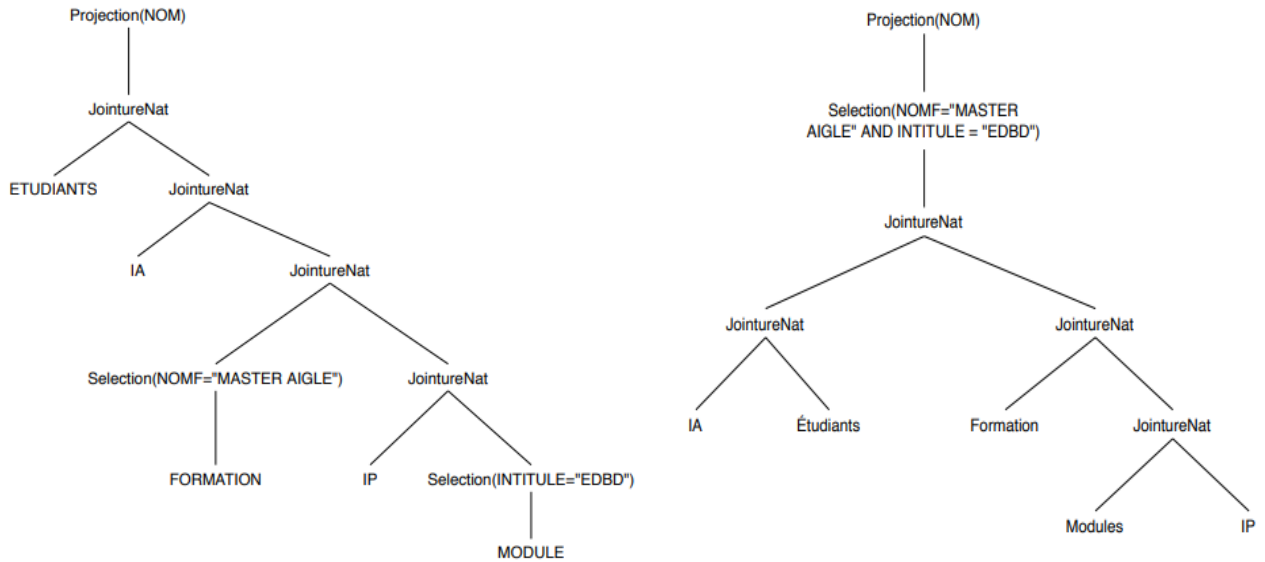 Projection(NOM)
JointureNat
ETUDIANTS
JointureNat
IA
JointureNat
Selection(NOMF="MASTER AIGLE")
JointureNat
FORMATION
IP
Selection(INTITULE="EDBD")
MODULE
Projection(NOM)
Selection(NOMF="MASTER
AIGLE" AND INTITULE = "EDBD")
JointureNat
JointureNat
JointureNat
IA
Étudiants
Formation
JointureNat
Modules
IP